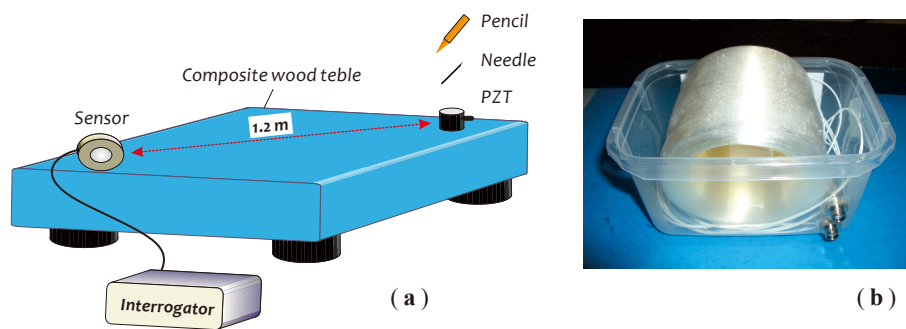 Pencil
Needle
PZT
Composite wood teble
Sensor
1.2 m
Interrogator
( a )
( b )